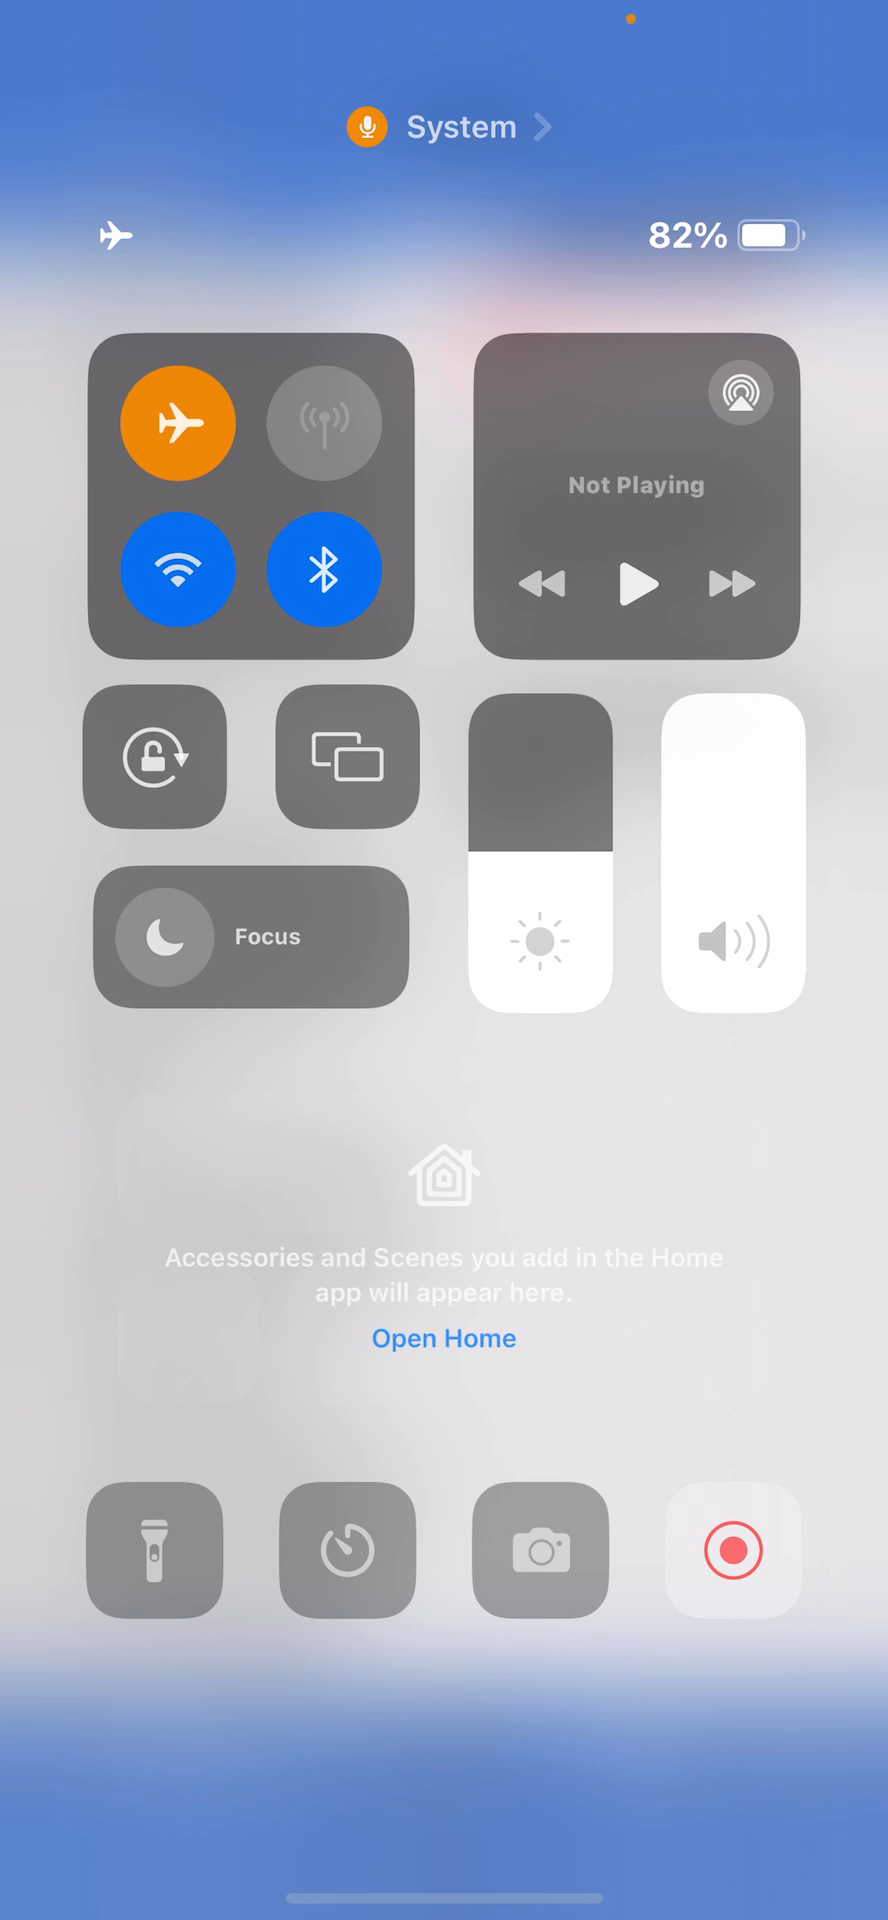 System
82%
Not Playing
Focus
Accessories and Scenes you add in the Home
app will appear here.
Open Home